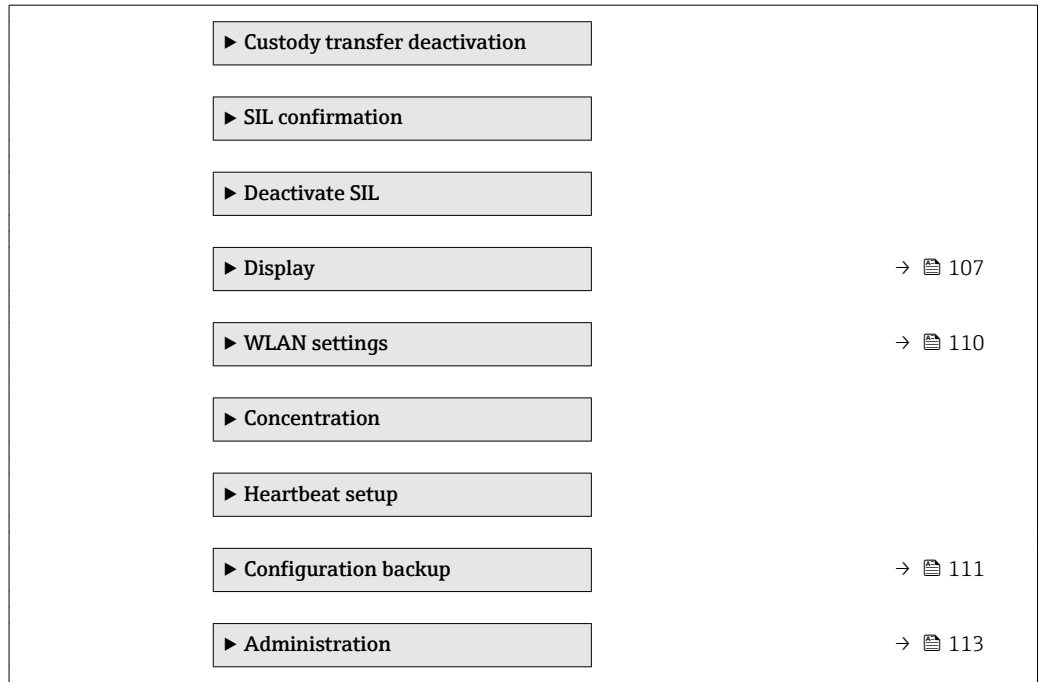 ▶ Custody transfer deactivation
▶ SIL confirmation
▶ Deactivate SIL
▶ Display → 107
▶ WLAN settings → 110
▶ Concentration
▶ Heartbeat setup
▶ Configuration backup → 111
▶ Administration → 113